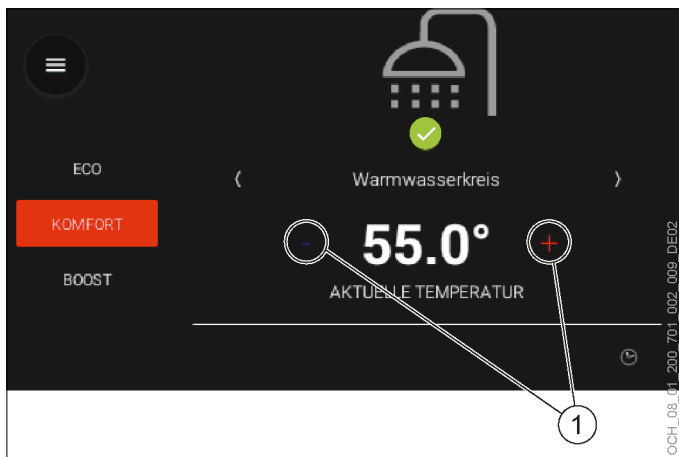 ECO
KOMFORT
BOOST
Warmwasserkreis
- 55.0° +
AKTUELLE TEMPERATUR
1
OCH_08_01_200_701_002_009_DE02